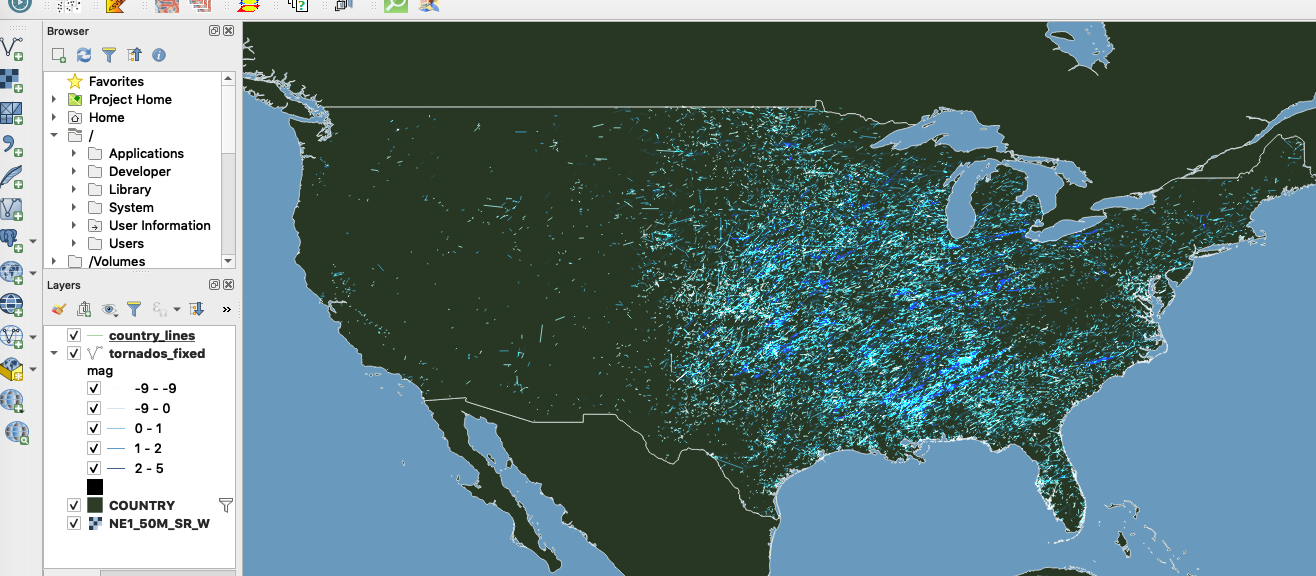 Browser
Favorites
Project Home
Home
/
Applications
Developer
Library
System
User Information
Users
/Volumes
Layers
»
country_lines
tornados_fixed
mag
-9 - -9
-9 - 0
0 - 1
1 - 2
2 - 5
COUNTRY
NE1_50M_SR_W